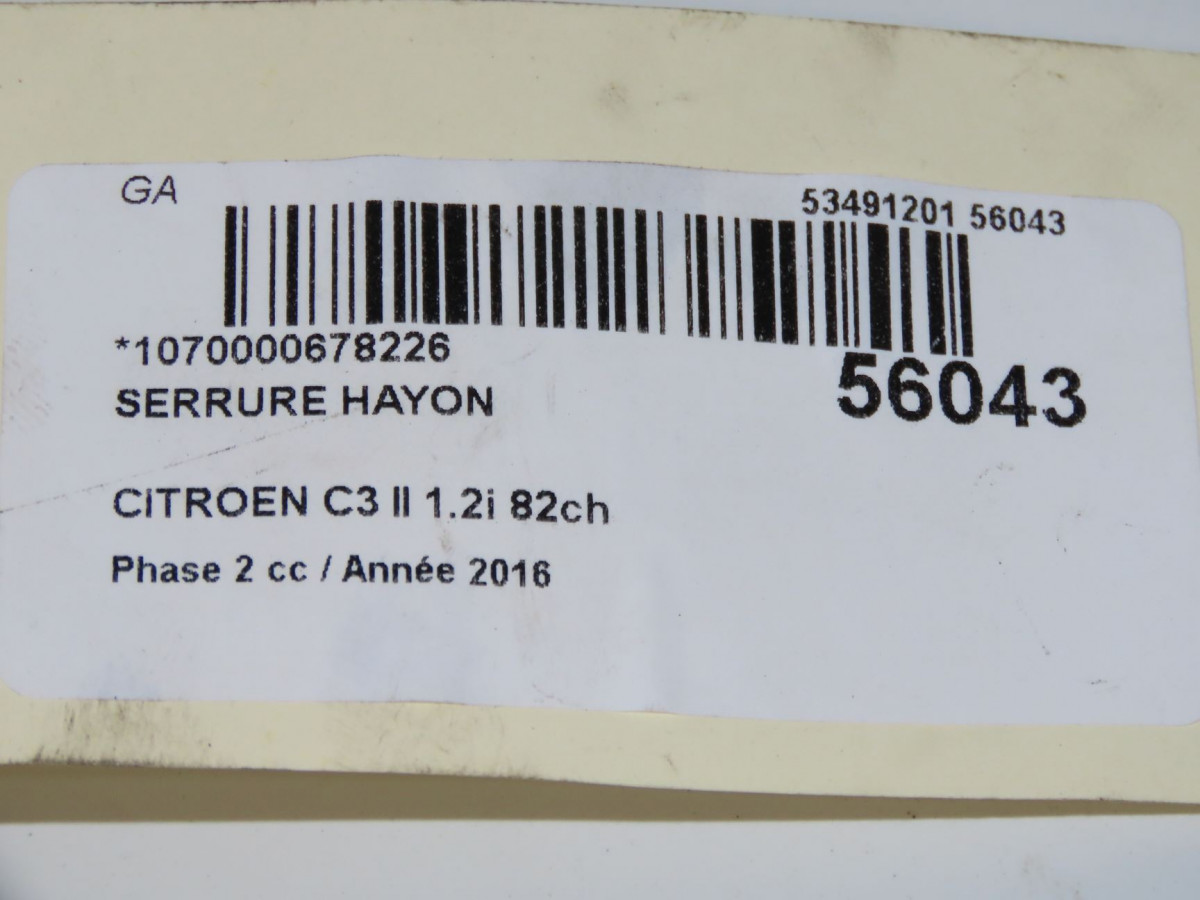 GA
53491201 56043
*1070000678226
56043
SERRURE HAYON
CITROEN C3 II 1.2i 82ch
Phase 2 cc / Année 2016